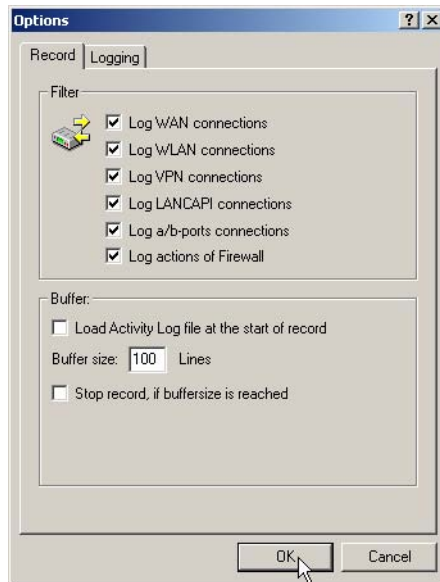 Options
Record Logging
Filter
Log WAN connections
Log WLAN connections
Log VPN connections
Log LANCAPI connections
Log a/b-ports connections
Log actions of Firewall
Buffer:
Load Activity Log file at the start of record
Buffer size: 100 Lines
Stop record, if buffersize is reached
OK Cancel